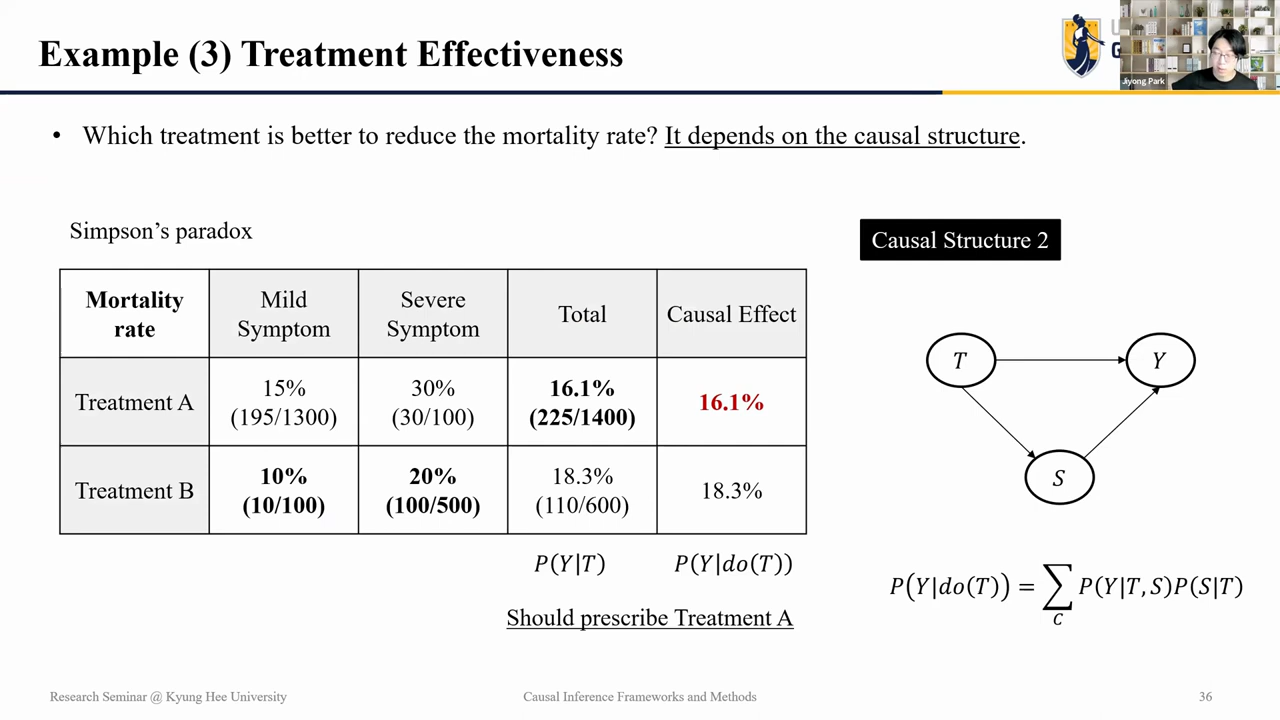 Example (3) Treatment Effectiveness
Jiyong Park
• Which treatment is better to reduce the mortality rate? It depends on the causal structure.
Simpson's paradox
Causal Structure 2
Mortality rate
Mild Symptom
Severe Symptom
Total
Causal Effect
Treatment A
15%
(195/1300)
30%
(30/100)
16.1%
(225/1400)
16.1%
Treatment B
10%
(10/100)
20%
(100/500)
18.3%
(110/600)
18.3%
P(Y|T)
P(Y|do(T))
Should prescribe Treatment A
T
Y
S
P(Y|do(T)) = ∑ P(Y|T, S)P(S|T)
C
Research Seminar @ Kyung Hee University
Causal Inference Frameworks and Methods
36